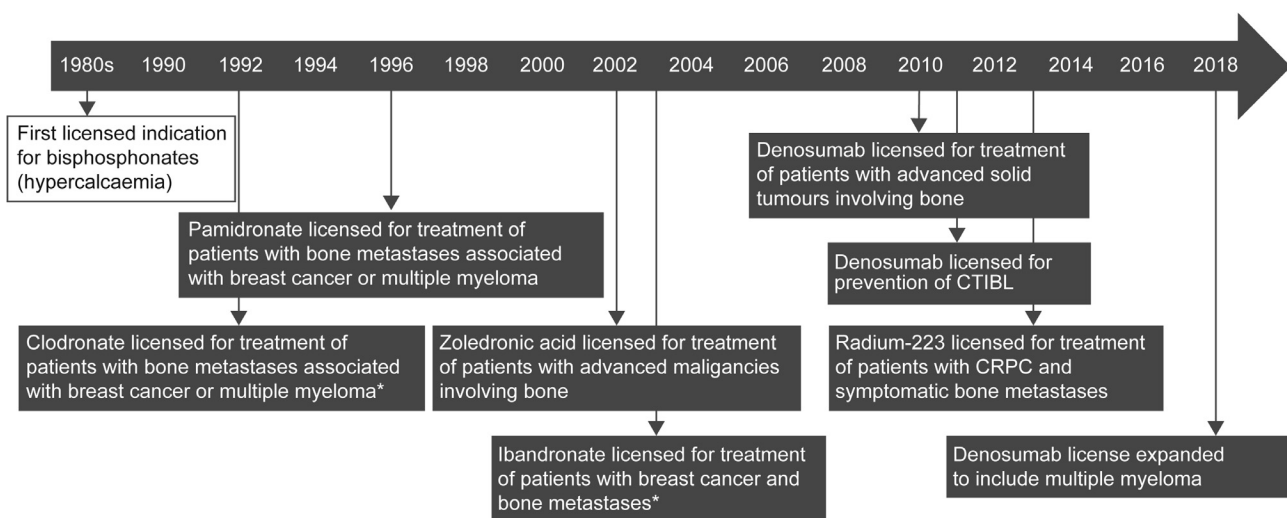 1980s 1990 1992 1994 1996 1998 2000 2002 2004 2006 2008 2010 2012 2014 2016 2018
First licensed indication
for bisphosphonates
(hypercalcaemia)
Pamidronate licensed for treatment of
patients with bone metastases associated
with breast cancer or multiple myeloma
Clodronate licensed for treatment of
patients with bone metastases associated
with breast cancer or multiple myeloma*
Zoledronic acid licensed for treatment
of patients with advanced maligancies
involving bone
Ibandronate licensed for treatment
of patients with breast cancer and
bone metastases*
Denosumab licensed for treatment
of patients with advanced solid
tumours involving bone
Denosumab licensed for
prevention of CTIBL
Radium-223 licensed for treatment
of patients with CRPC and
symptomatic bone metastases
Denosumab license expanded
to include multiple myeloma